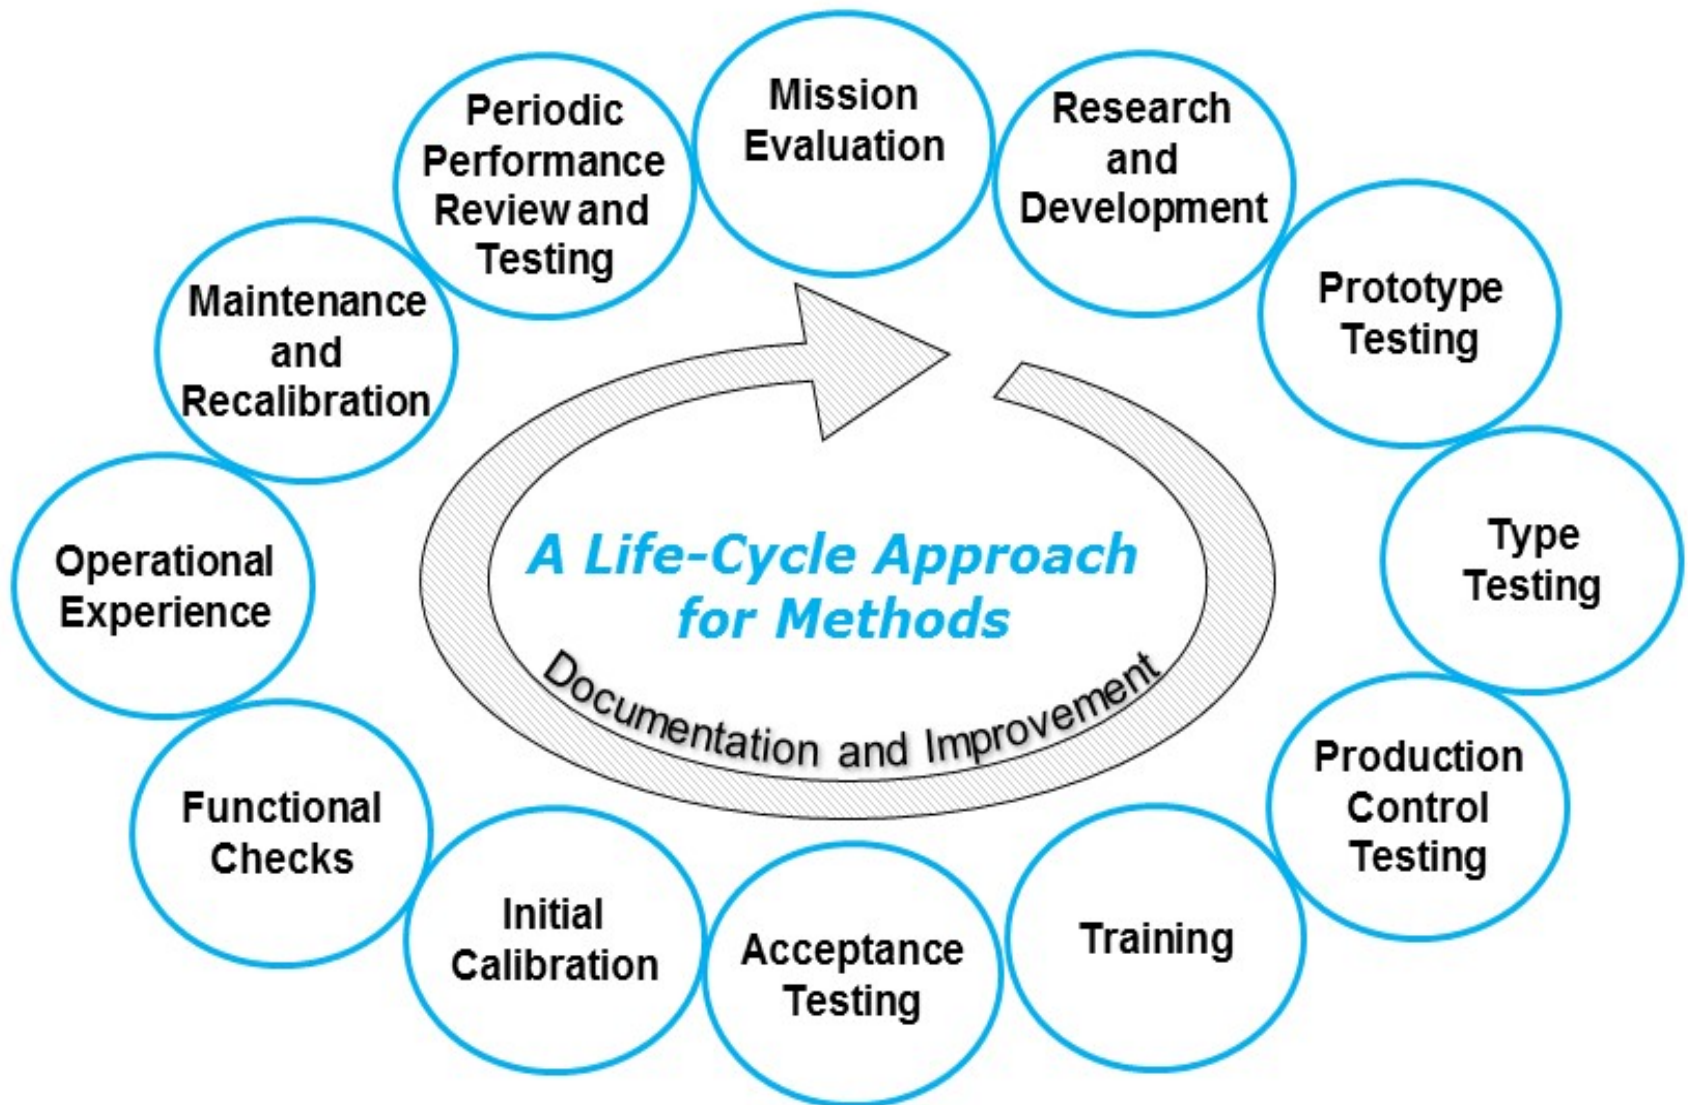 Mission
Evaluation
Research
and
Development
Prototype
Testing
Type
Testing
Production
Control
Testing
Training
Acceptance
Testing
Initial
Calibration
Functional
Checks
Operational
Experience
Maintenance
and
Recalibration
Periodic
Performance
Review and
Testing
A Life-Cycle Approach
for Methods
Documentation and Improvement